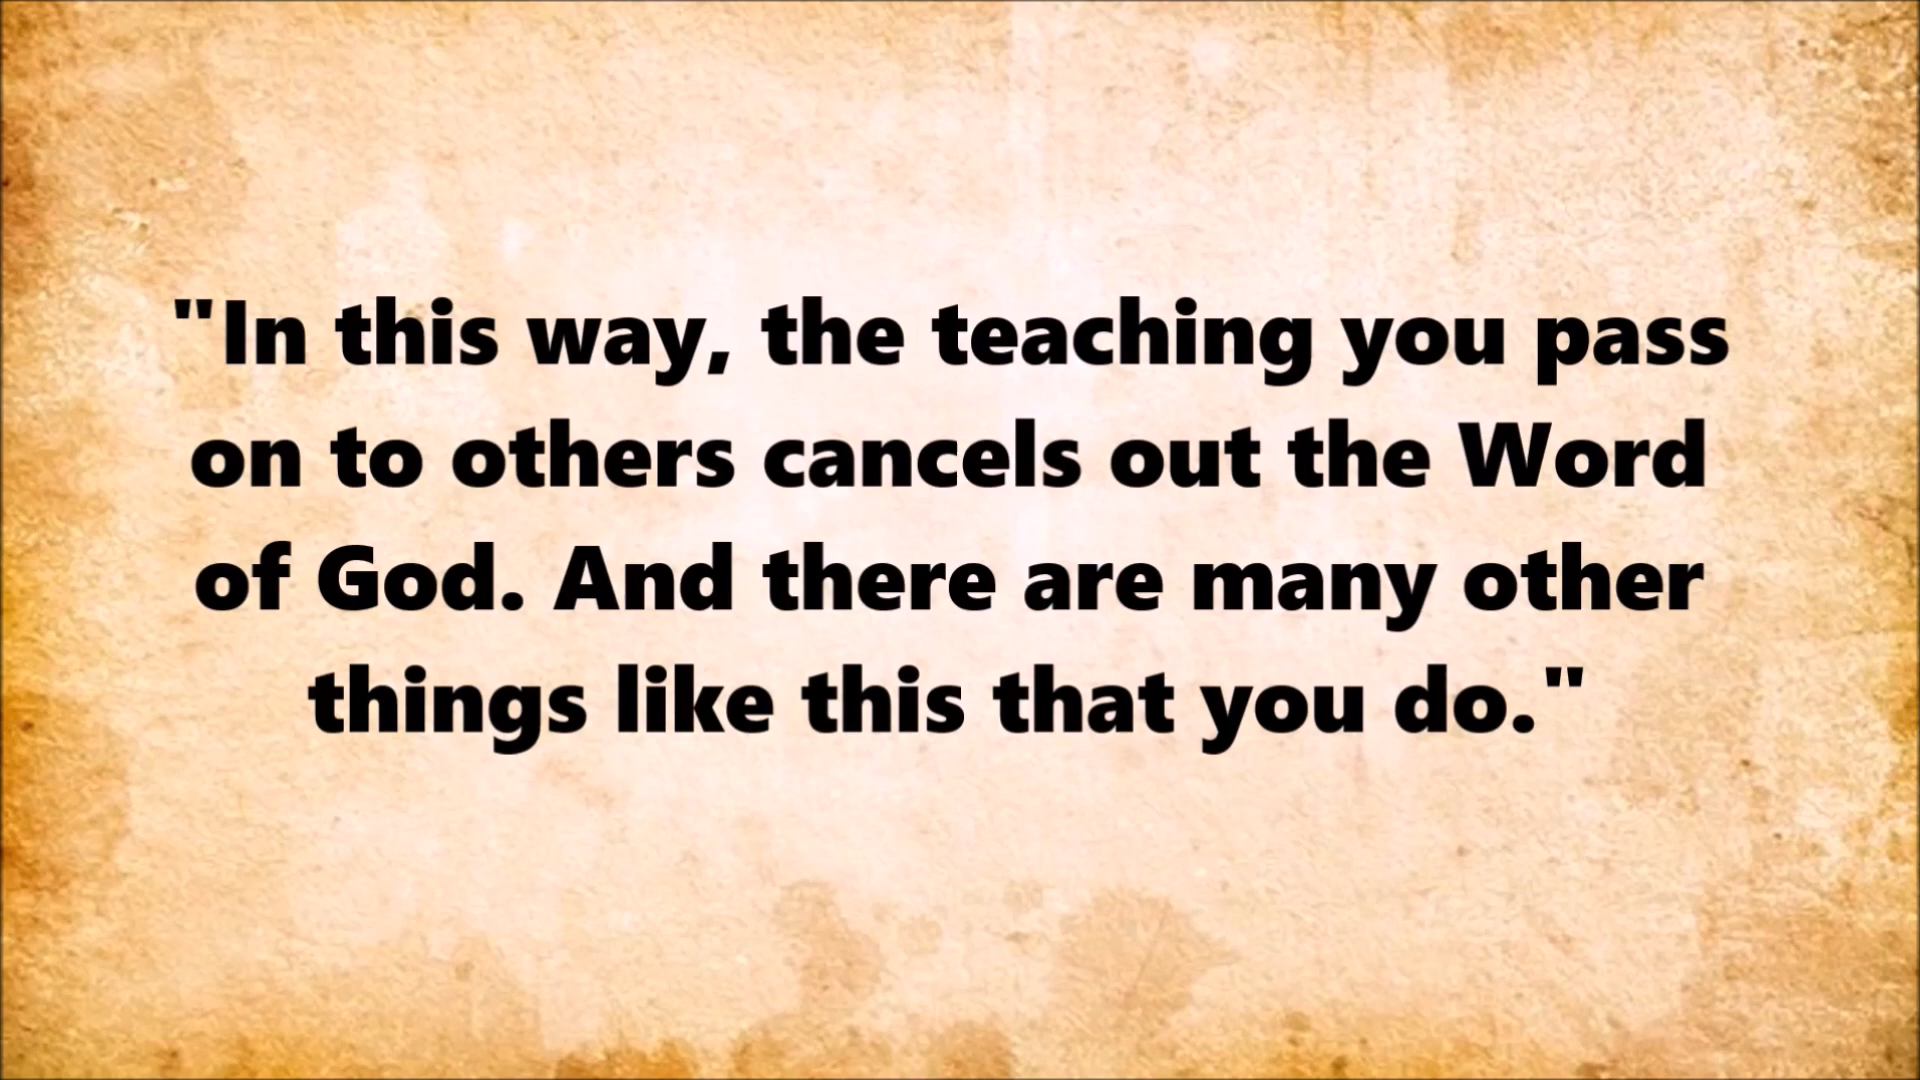 "In this way, the teaching you pass
on to others cancels out the Word
of God. And there are many other
things like this that you do."